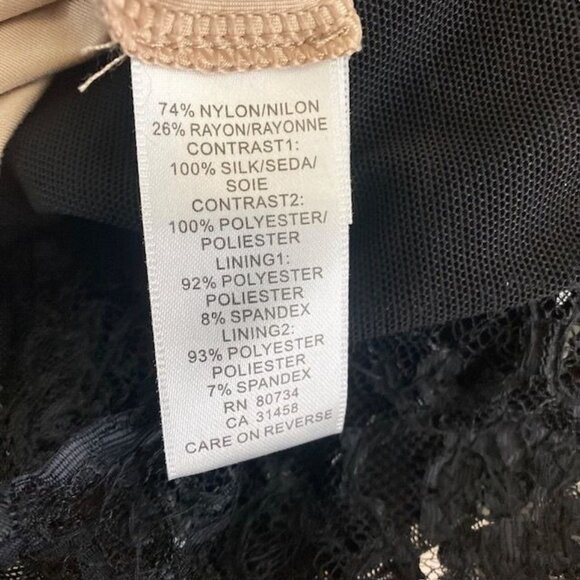 74% NYLON/NILON
26% RAYON/RAYONNE
CONTRAST1:
100% SILK/SEDA/
SOIE
CONTRAST2:
100% POLYESTER/
POLIESTER
LINING1:
92% POLYESTER
POLIESTER
8% SPANDEX
LINING2:
93% POLYESTER
POLIESTER
7% SPANDEX
RN 80734
CA 31458
CARE ON REVERSE